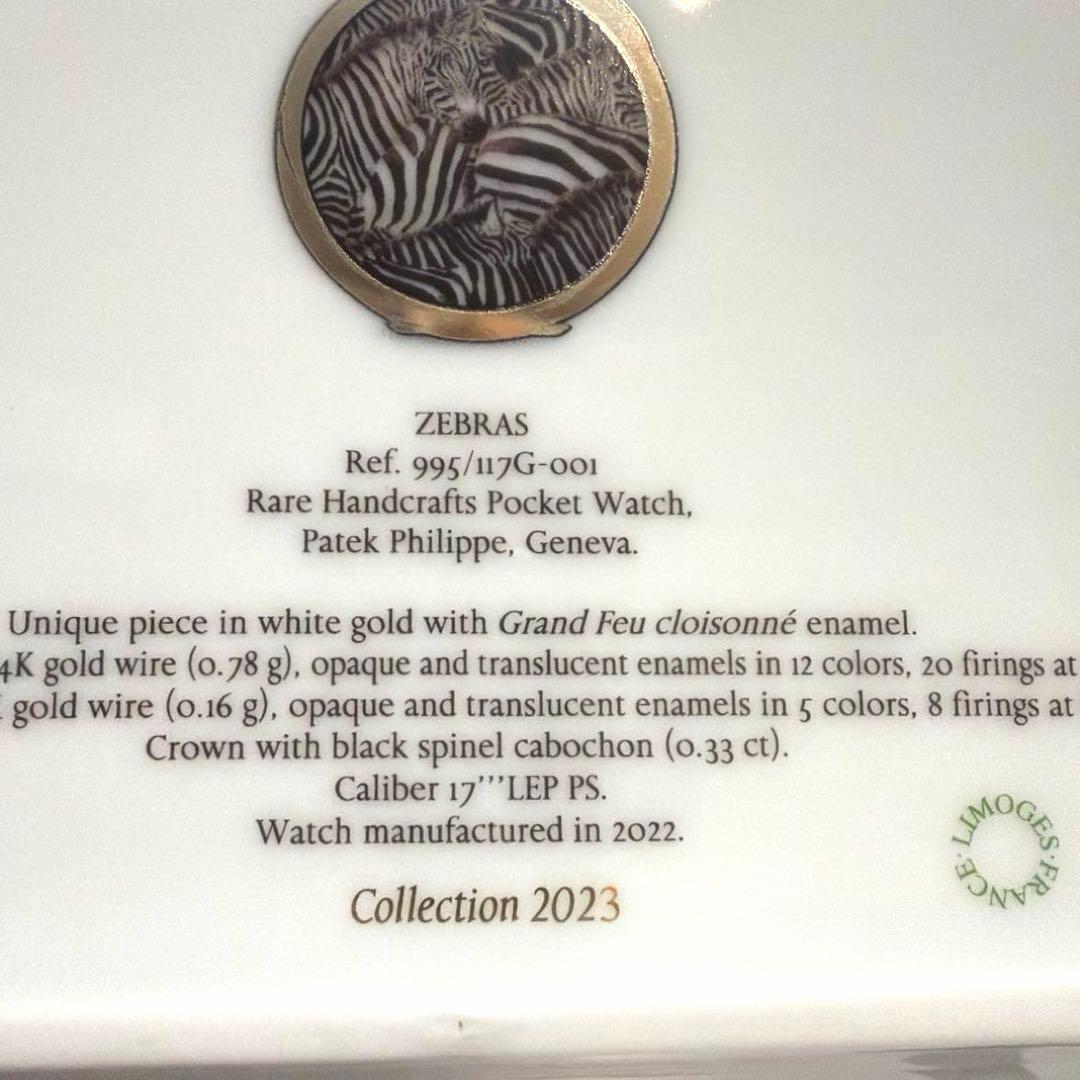 ZEBRAS
Ref. 995/117G-001
Rare Handcrafts Pocket Watch,
Patek Philippe, Geneva.
Unique piece in white gold with Grand Feu cloisonné enamel.
4K gold wire (0.78 g), opaque and translucent enamels in 12 colors, 20 firings at
gold wire (0.16 g), opaque and translucent enamels in 5 colors, 8 firings at
Crown with black spinel cabochon (0.33 ct).
Caliber 17’’’LEP PS.
Watch manufactured in 2022.
LIMOGES·FRANCE·
Collection 2023